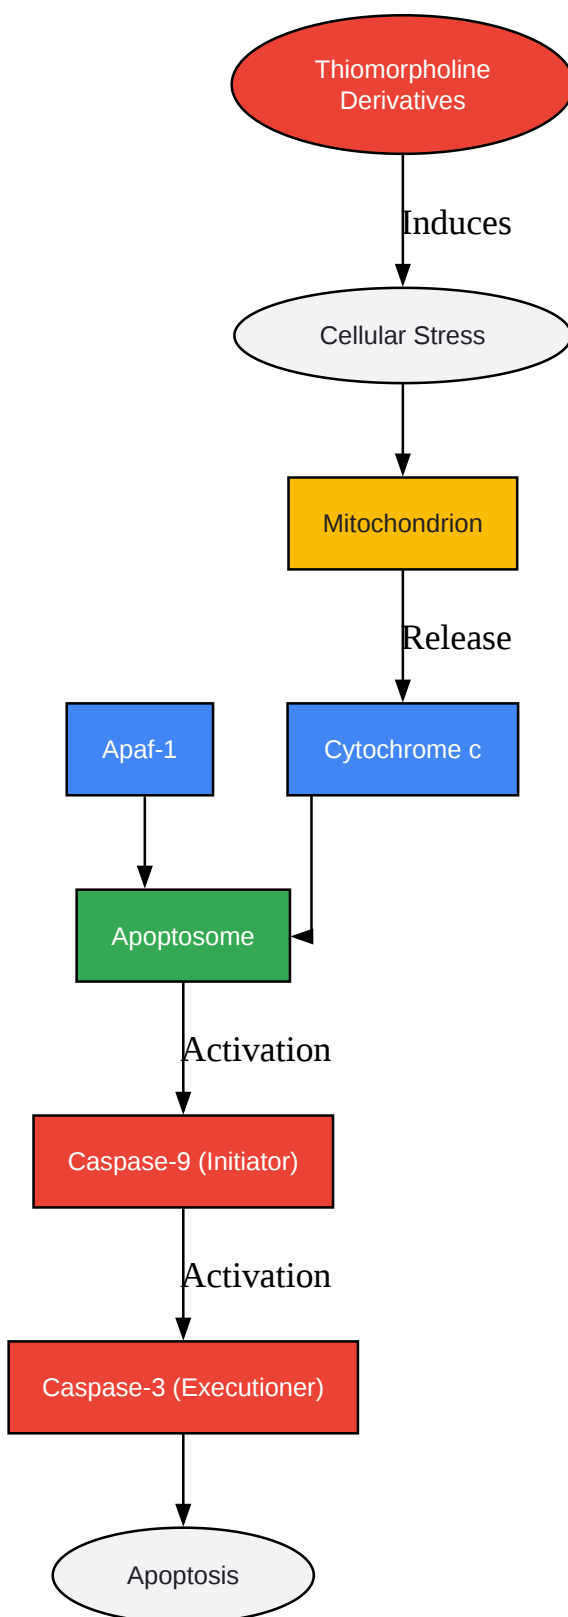 Thiomorpholine
Derivatives
Induces
Cellular Stress
Mitochondrion
Release
Apaf-1
Cytochrome c
Apoptosome
Activation
Caspase-9 (Initiator)
Activation
Caspase-3 (Executioner)
Apoptosis